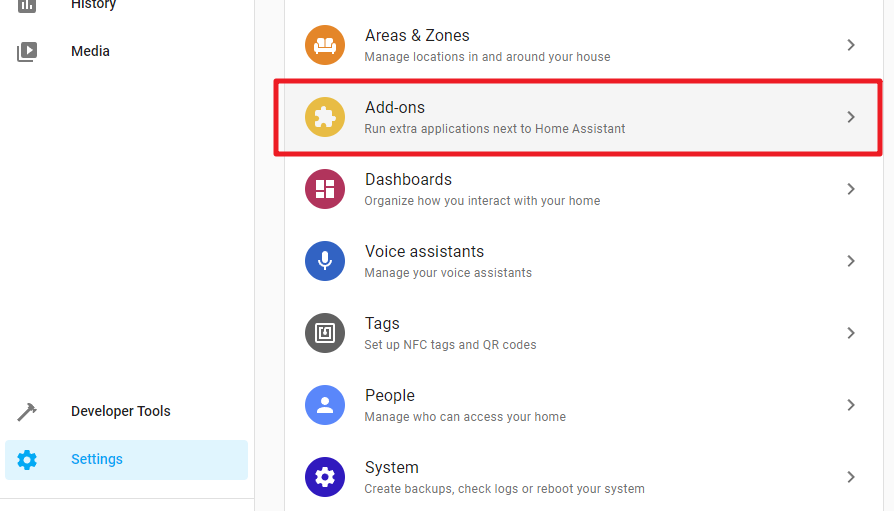 History
Media
Developer Tools
Settings
Areas & Zones
Manage locations in and around your house
Add-ons
Run extra applications next to Home Assistant
Dashboards
Organize how you interact with your home
Voice assistants
Manage your voice assistants
Tags
Set up NFC tags and QR codes
People
Manage who can access your home
System
Create backups, check logs or reboot your system